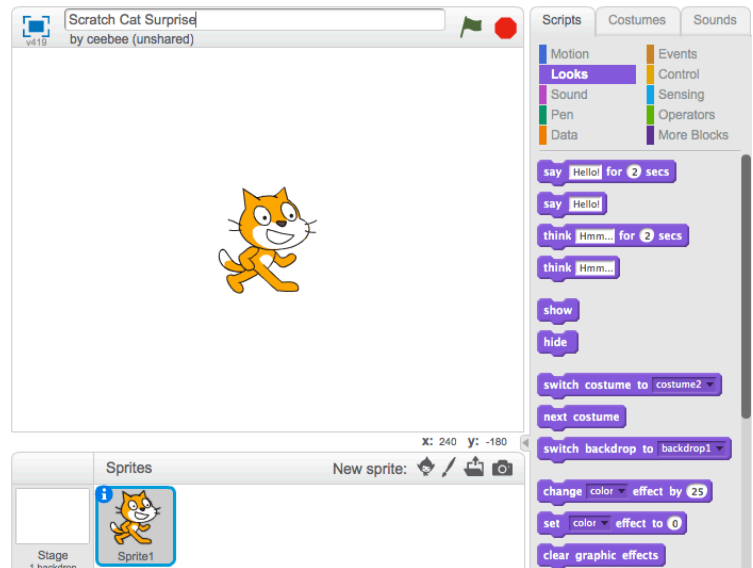 Scratch Cat Surprise
v419
by ceebee (unshared)
Scripts Costumes Sounds
Motion Events
Looks Control
Sound Sensing
Pen Operators
Data More Blocks
say Hello! for 2 secs
say Hello!
think Hmm... for 2 secs
think Hmm...
show
hide
switch costume to costume2
next costume
switch backdrop to backdrop1
change color effect by 25
set color effect to 0
clear graphic effects
X: 240 y: -180
Sprites New sprite:
i
Stage
1 backdrop
Sprite1